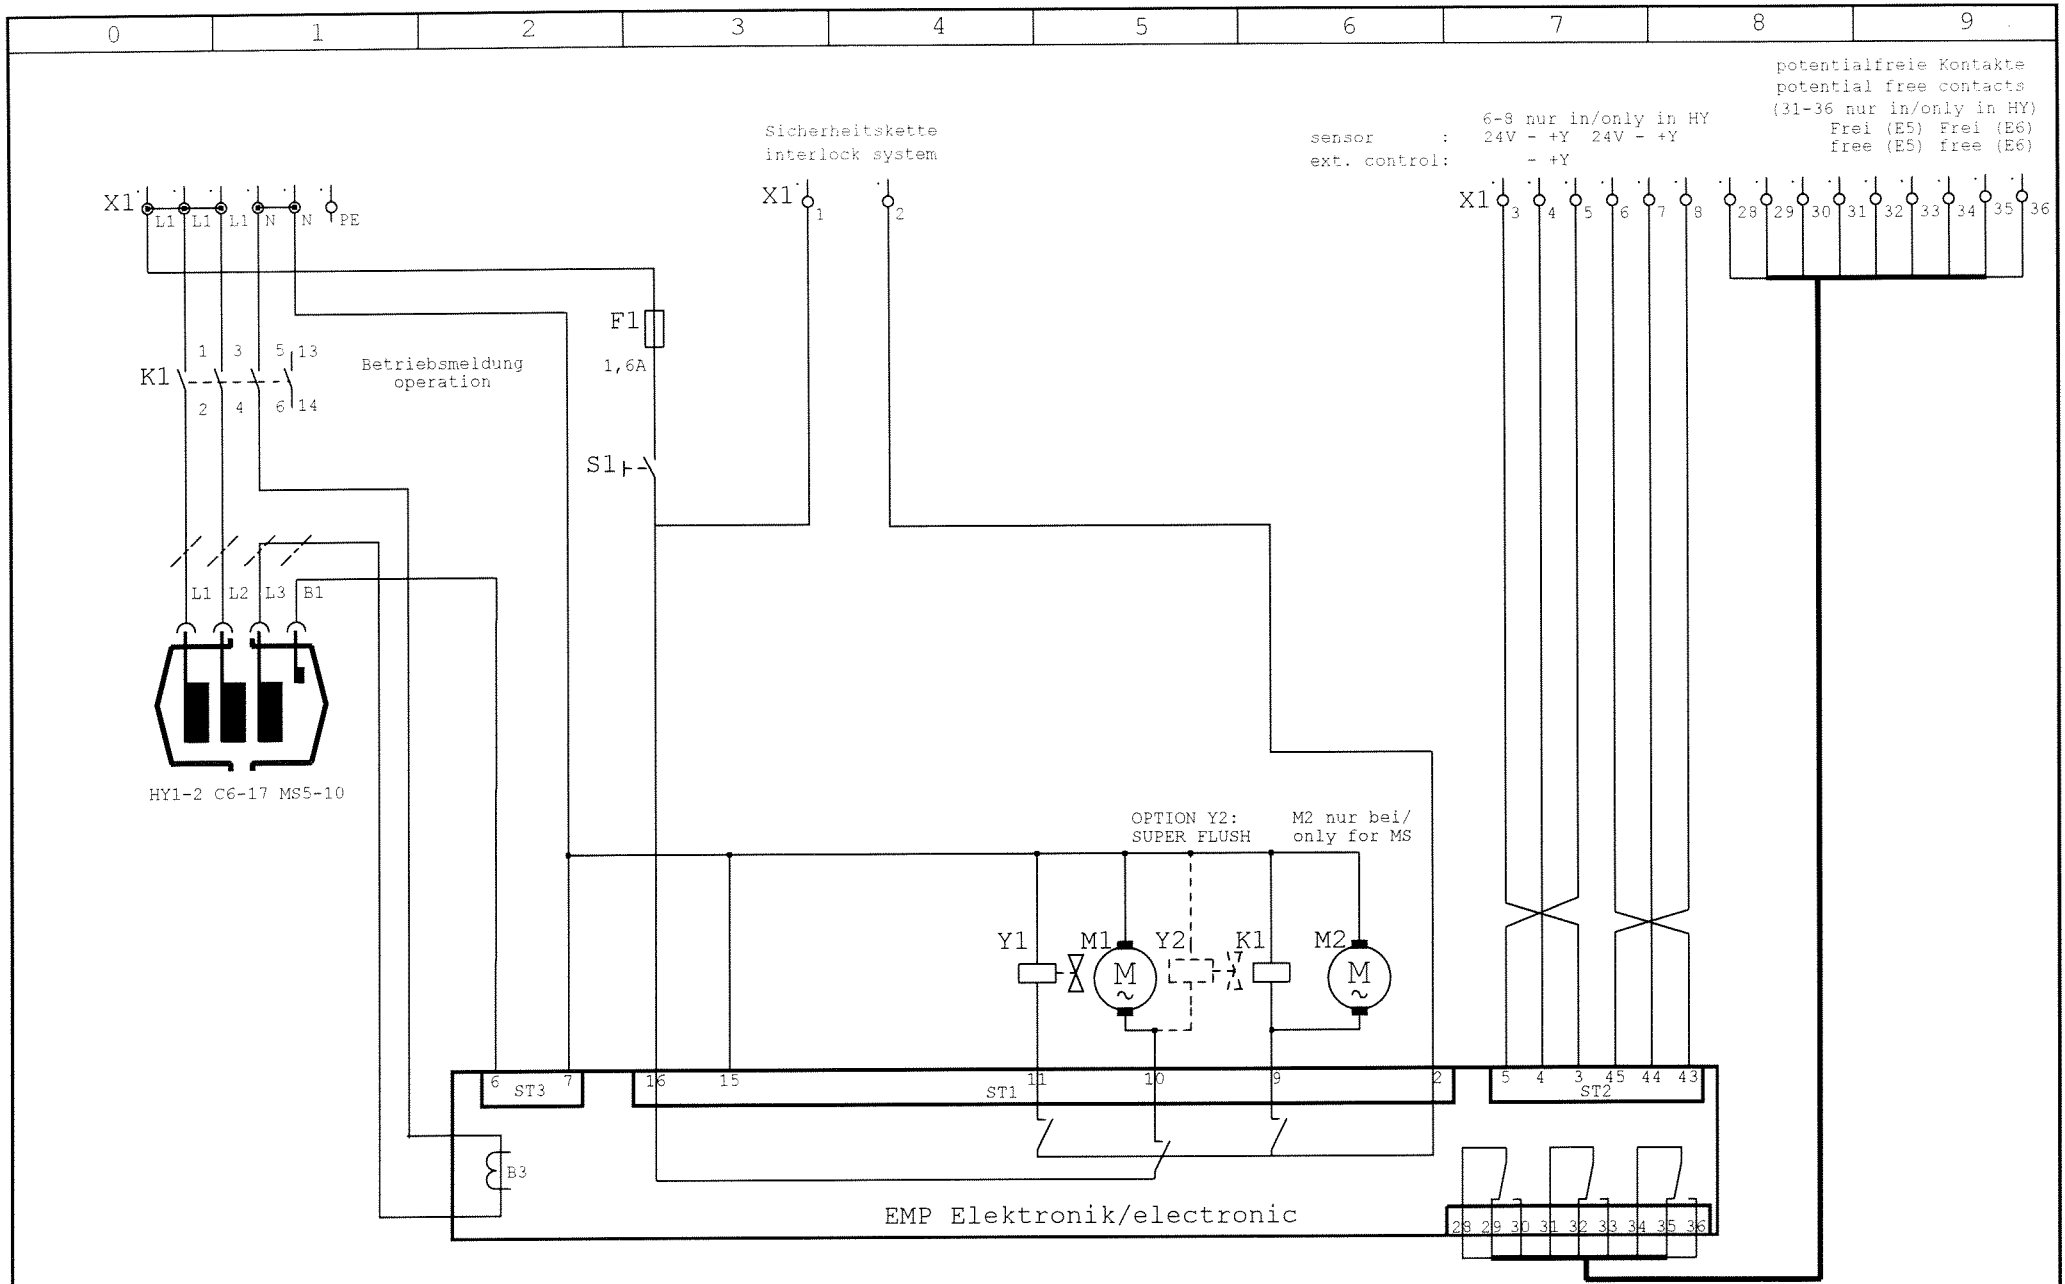 0 1 2 3 4 5 6 7 8 9
potentialfreie Kontakte
potential free contacts
(31-36 nur in/only in HY)
Frei (E5) Frei (E6)
free (E5) free (E6)
6-8 nur in/only in HY
sensor : 24V - +Y 24V - +Y
ext. control: - +Y
Sicherheitskette
interlock system
X1 L1 L1 L1 N N PE
X1 1 2
X1 3 4 5 6 7 8 28 29 30 31 32 33 34 35 36
F1
1,6A
1 3 5 13
K1
2 4 6 14
Betriebsmeldung
operation
S1
L1 L2 L3 B1
HY1-2 C6-17 MS5-10
OPTION Y2:
SUPER FLUSH
M2 nur bei/
only for MS
Y1 M1 Y2 K1 M2
M M
~ ~
6 7 16 15 11 10 9 2 5 4 3 45 44 43
ST3 ST1 ST2
B3
EMP Elektronik/electronic
28 29 30 31 32 33 34 35 36